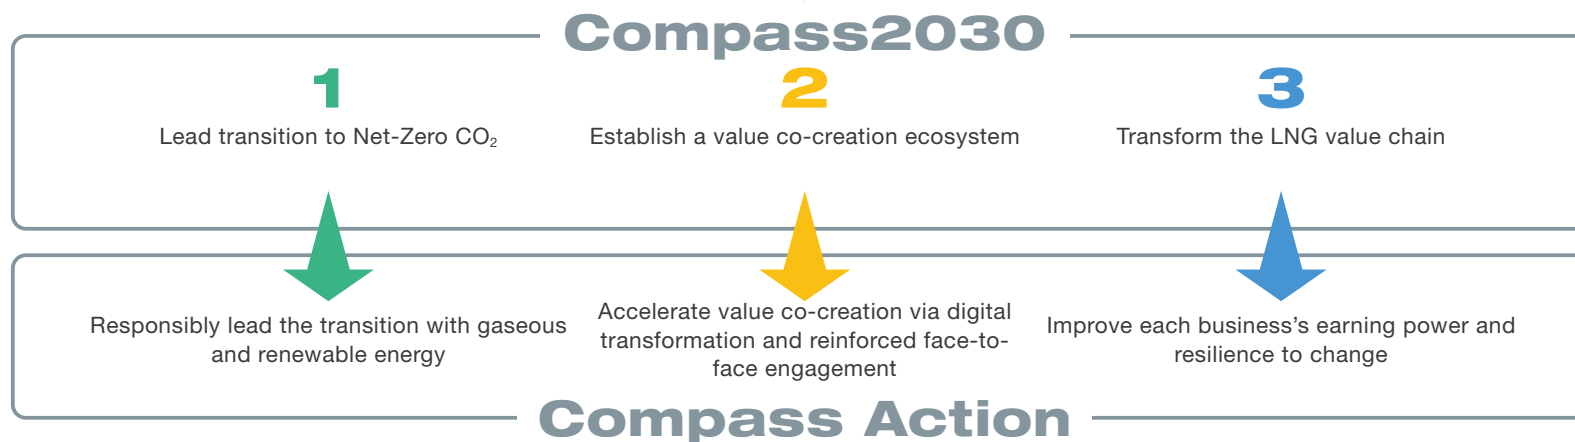 Compass2030
1
Lead transition to Net-Zero CO₂
2
Establish a value co-creation ecosystem
3
Transform the LNG value chain
Responsibly lead the transition with gaseous
and renewable energy
Accelerate value co-creation via digital
transformation and reinforced face-to-
face engagement
Improve each business’s earning power and
resilience to change
Compass Action